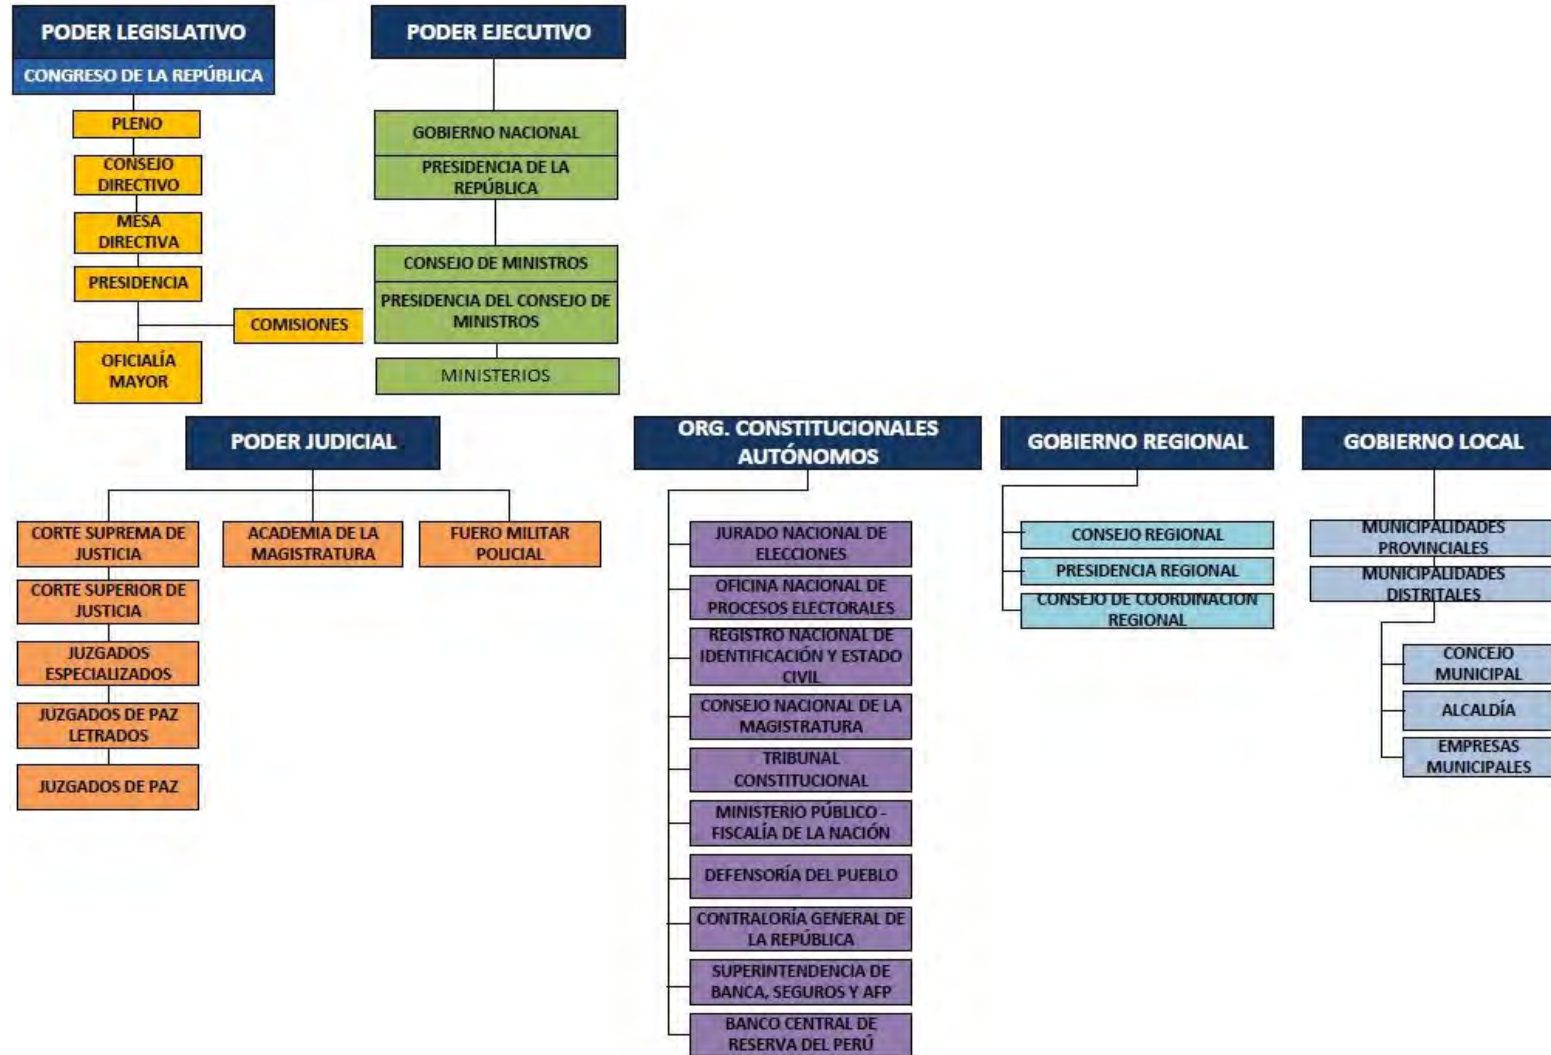 PODER LEGISLATIVO
CONGRESO DE LA REPÚBLICA
PLENO
CONSEJO
DIRECTIVO
MESA
DIRECTIVA
PRESIDENCIA
COMISIONES
OFICIALÍA
MAYOR
PODER EJECUTIVO
GOBIERNO NACIONAL
PRESIDENCIA DE LA
REPÚBLICA
CONSEJO DE MINISTROS
PRESIDENCIA DEL CONSEJO DE
MINISTROS
MINISTERIOS
PODER JUDICIAL
CORTE SUPREMA DE
JUSTICIA
CORTE SUPERIOR DE
JUSTICIA
JUZGADOS
ESPECIALIZADOS
JUZGADOS DE PAZ
LETRADOS
JUZGADOS DE PAZ
ACADEMIA DE LA
MAGISTRATURA
FUERO MILITAR
POLICIAL
ORG. CONSTITUCIONALES
AUTÓNOMOS
JURADO NACIONAL DE
ELECCIONES
OFICINA NACIONAL DE
PROCESOS ELECTORALES
REGISTRO NACIONAL DE
IDENTIFICACIÓN Y ESTADO
CIVIL
CONSEJO NACIONAL DE LA
MAGISTRATURA
TRIBUNAL
CONSTITUCIONAL
MINISTERIO PÚBLICO -
FISCALÍA DE LA NACIÓN
DEFENSORÍA DEL PUEBLO
CONTRALORÍA GENERAL DE
LA REPÚBLICA
SUPERINTENDENCIA DE
BANCA, SEGUROS Y AFP
BANCO CENTRAL DE
RESERVA DEL PERÚ
GOBIERNO REGIONAL
CONSEJO REGIONAL
PRESIDENCIA REGIONAL
CONSEJO DE COORDINACIÓN
REGIONAL
GOBIERNO LOCAL
MUNICIPALIDADES
PROVINCIALES
MUNICIPALIDADES
DISTRITALES
CONCEJO
MUNICIPAL
ALCALDÍA
EMPRESAS
MUNICIPALES